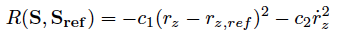 R(S, S_ref) = −c_1(r_z − r_{z,ref})^2 − c_2ṙ_z^2